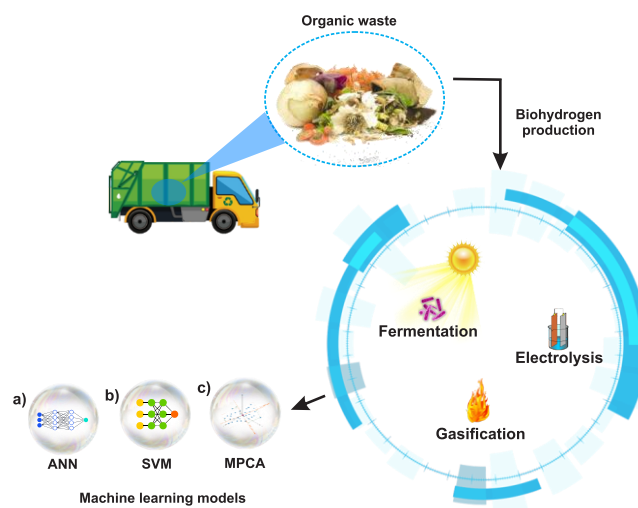 Organic waste
Biohydrogen
production
Fermentation
Electrolysis
Gasification
a)
b)
c)
ANN
SVM
MPCA
Machine learning models